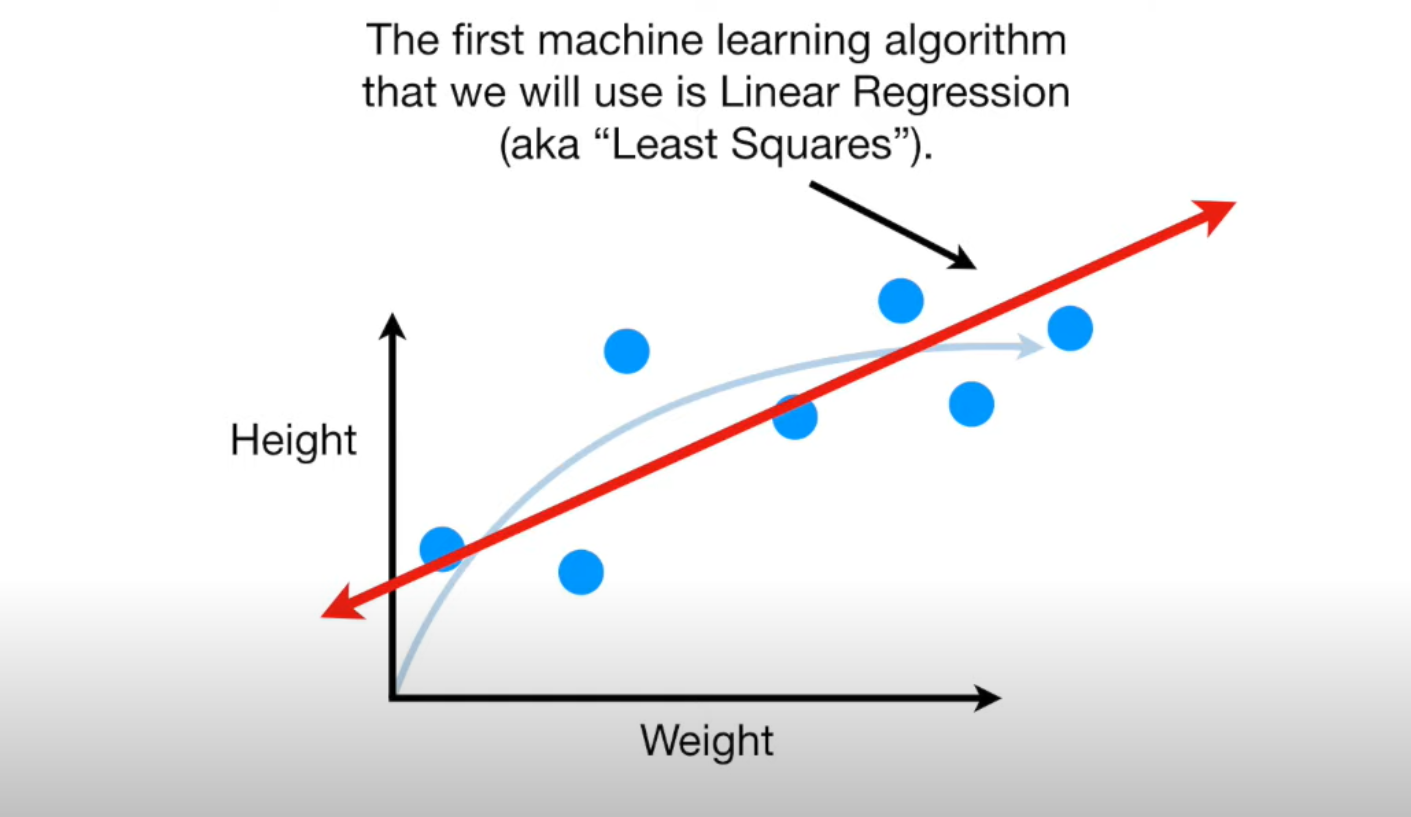 The first machine learning algorithm
that we will use is Linear Regression
(aka “Least Squares”).
Height
Weight